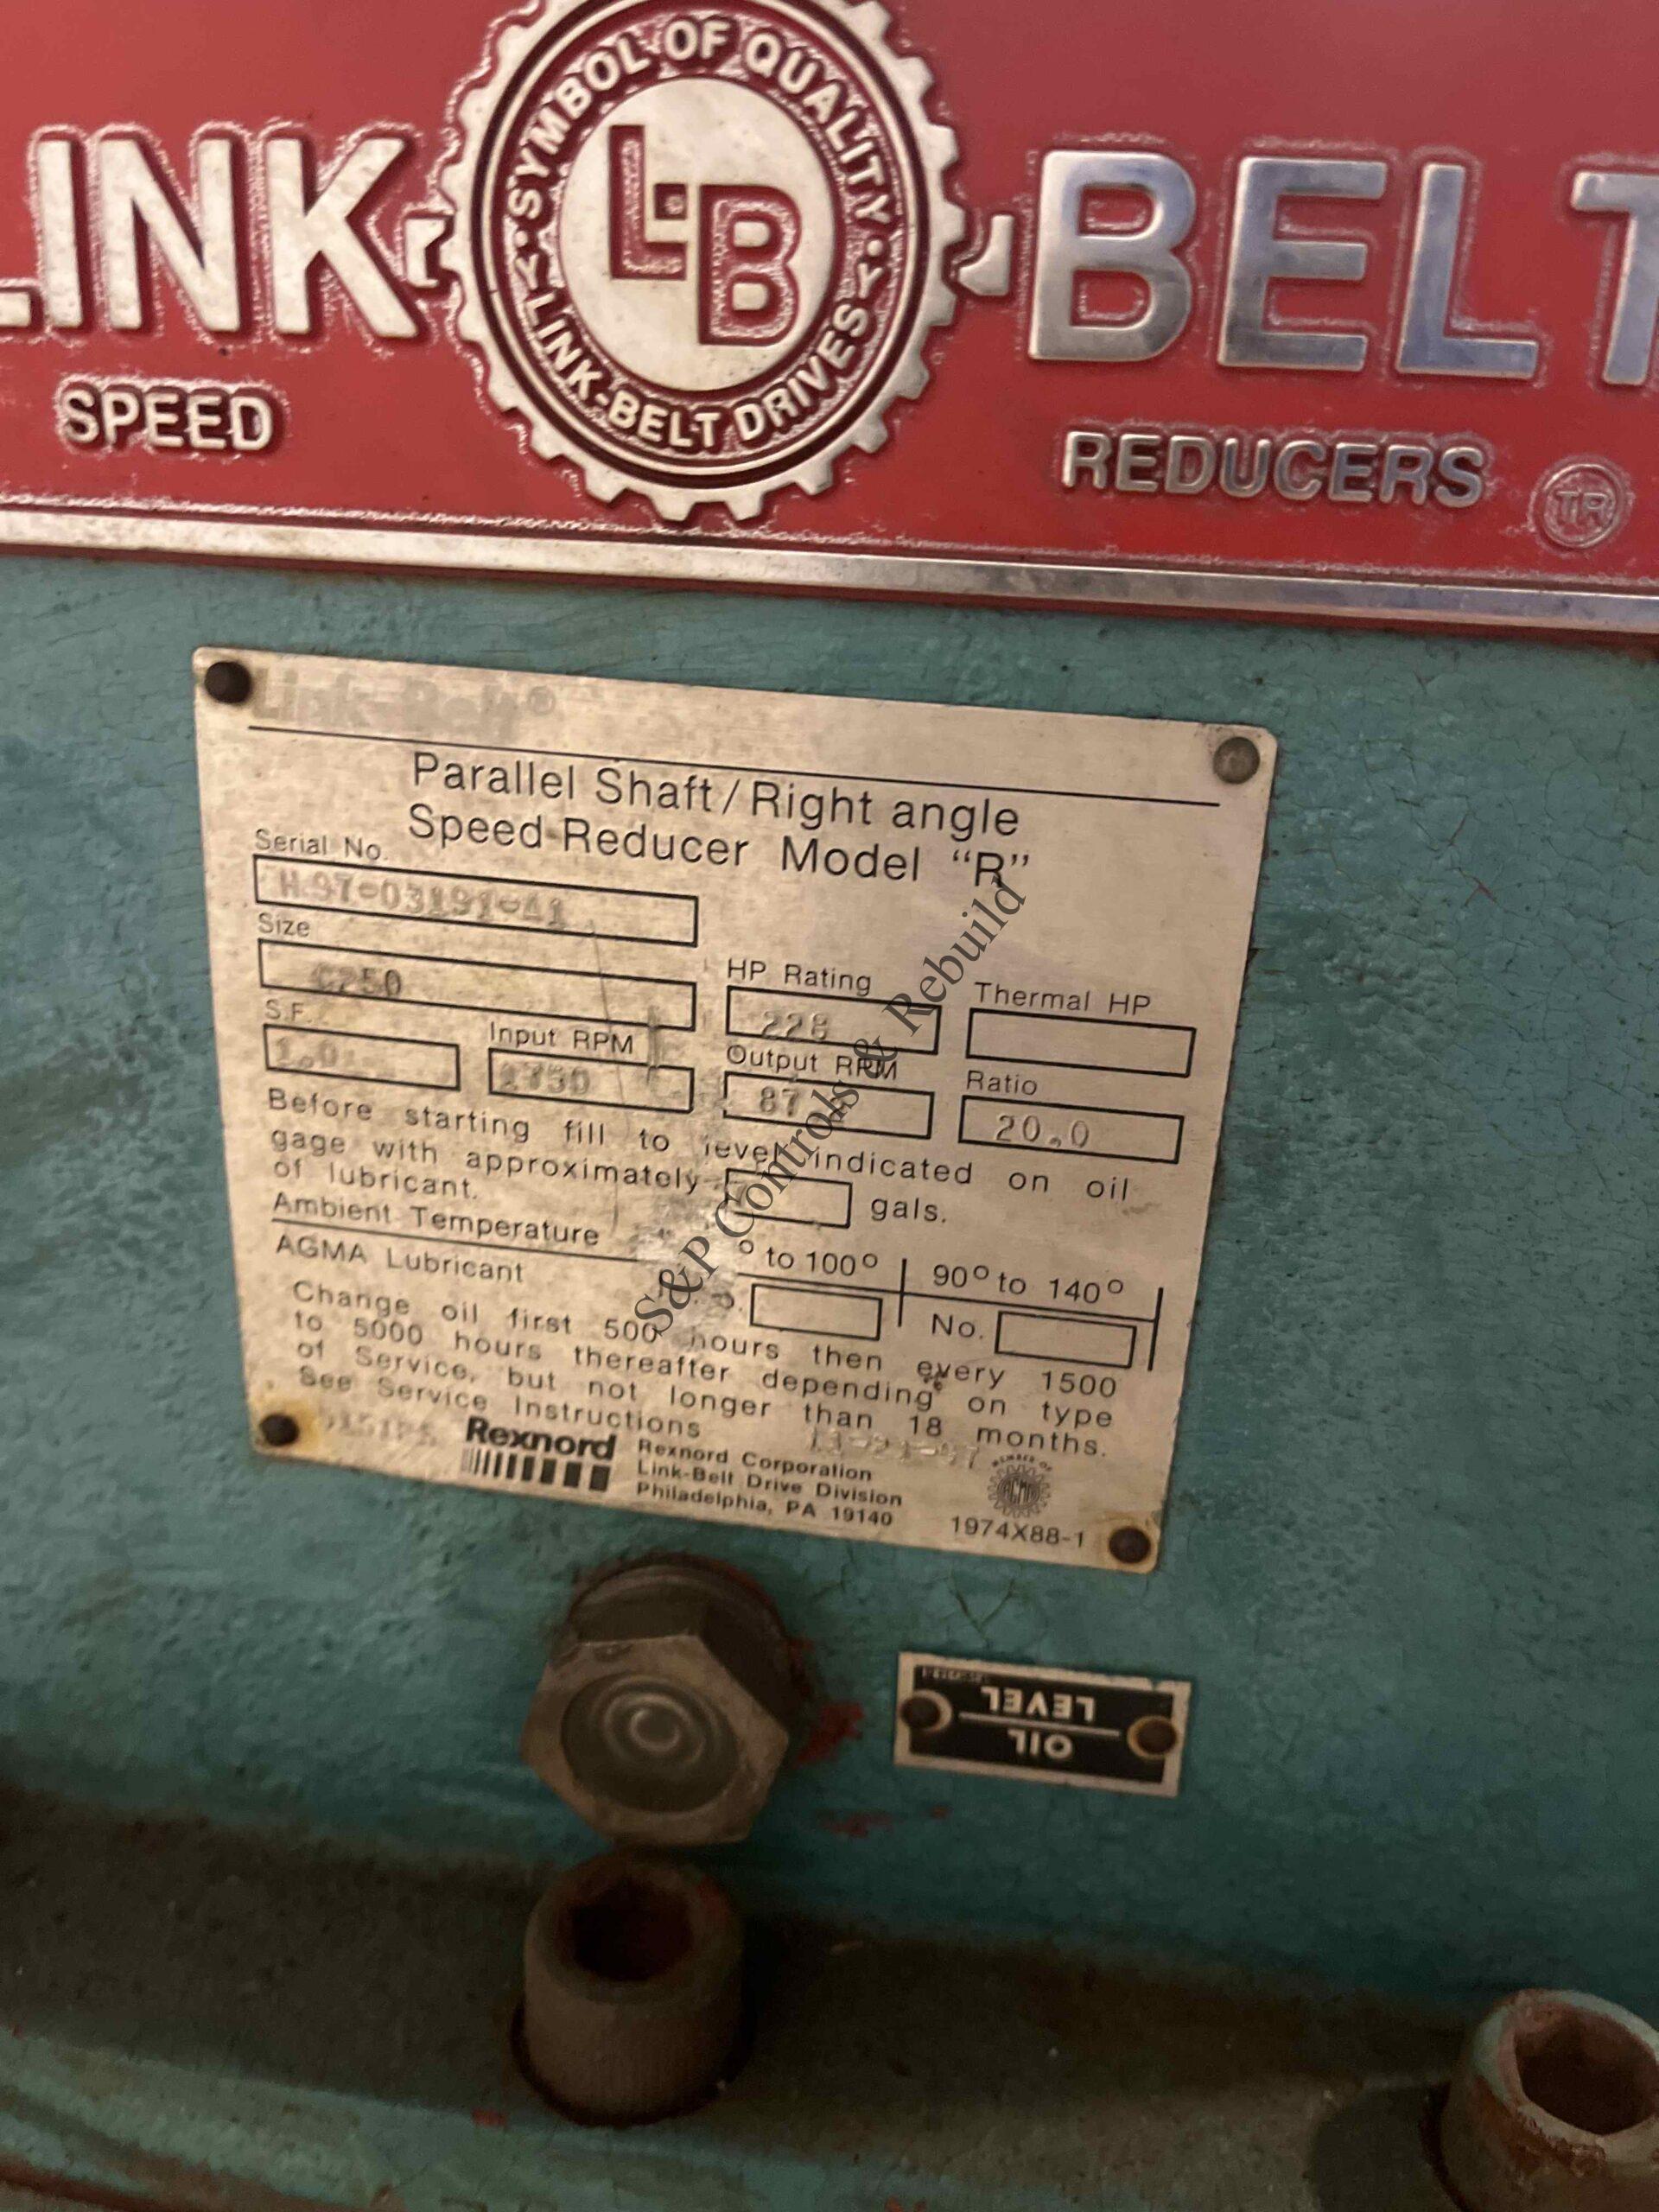 LINK BELT
SYMBOL OF QUALITY
LB
LINK-BELT DRIVES
SPEED REDUCERS
Link-Belt®
Parallel Shaft/Right angle
Speed Reducer Model “R”
Serial No.
Size
C250
HP Rating
228
Thermal HP
S.F.
1.0
Input RPM
1750
Output RPM
87
Ratio
20.0
Before starting fill to level indicated on oil
gage with approximately gals.
of lubricant.
Ambient Temperature ° to 100° 90° to 140°
AGMA Lubricant No.
Change oil first 500 hours then every 1500
to 5000 hours thereafter depending on type
of Service, but not longer than 18 months.
See Service Instructions
Rexnord
Rexnord Corporation
Link-Belt Drive Division
Philadelphia, PA 19140
MEMBER OF
AGMA
1974X88-1
OIL
LEVEL
S&P Controls & Rebuild